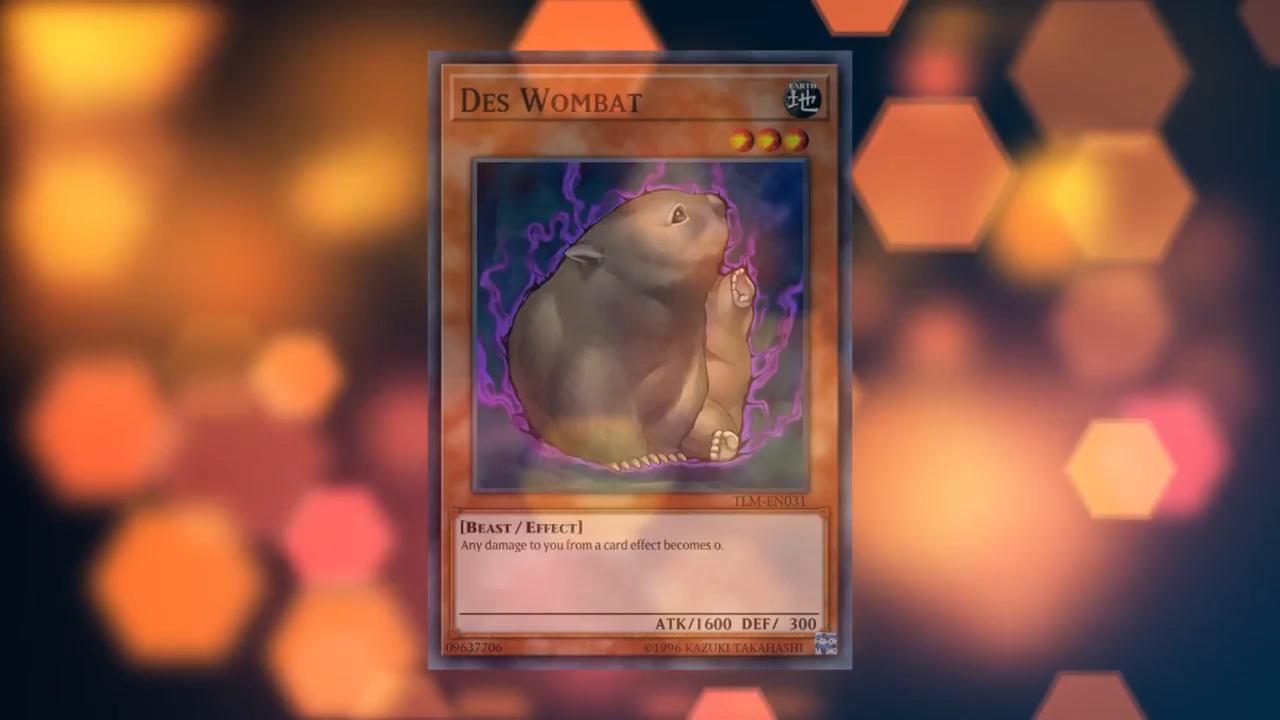 DES WOMBAT
EARTH
地
TLM-EN031
[BEAST / EFFECT]
Any damage to you from a card effect becomes 0.
ATK/1600 DEF/ 300
09637706
©1996 KAZUKI TAKAHASHI